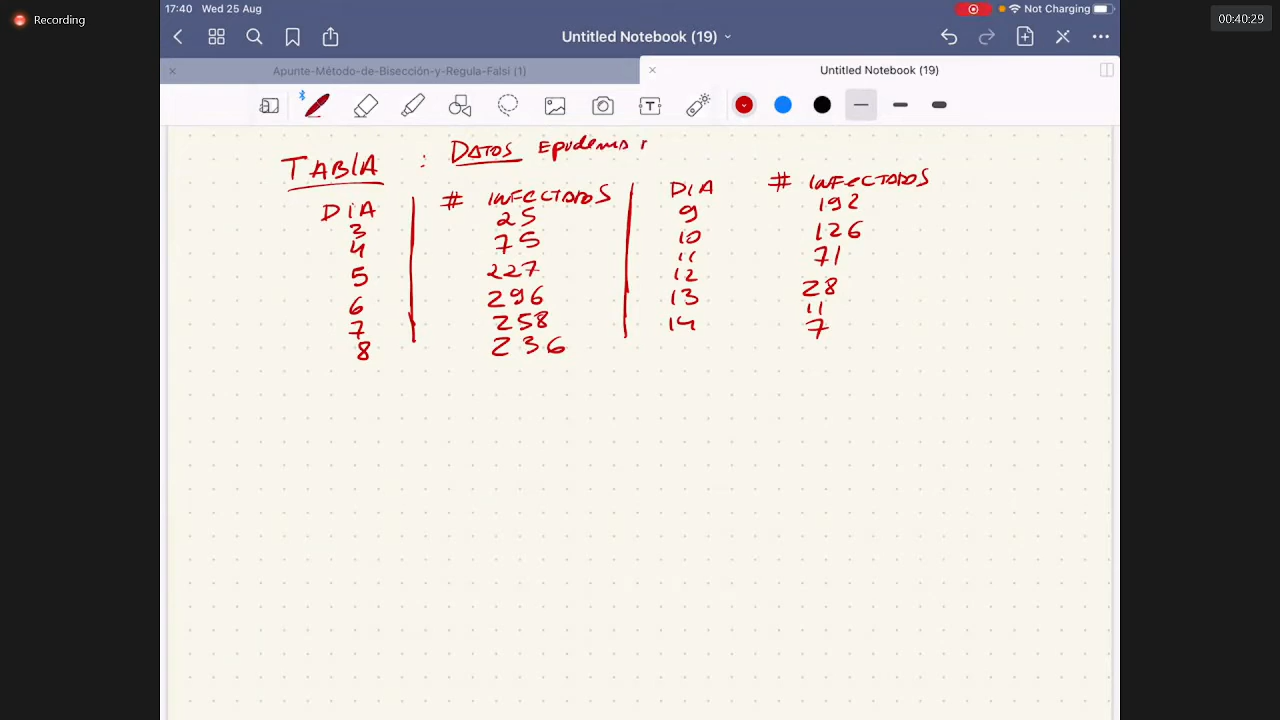 17:40 Wed 25 Aug
Not Charging
Recording
00:40:29
Untitled Notebook (19)
Apunte-Método-de-Bisección-y-Regula-Falsi (1)
Untitled Notebook (19)
TABLA : DATOS
DIA # INFECTADOS DIA # INFECTADOS
3 25 9 192
4 75 10 126
5 227 11 71
6 296 12 28
7 258 13 11
8 236 14 7